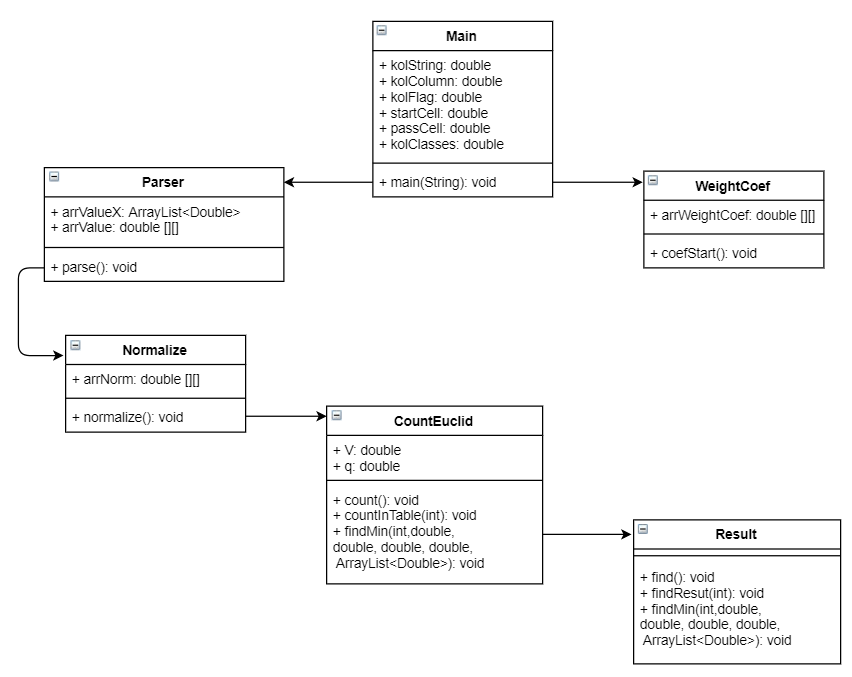 Main
+ kolString: double
+ kolColumn: double
+ kolFlag: double
+ startCell: double
+ passCell: double
+ kolClasses: double
+ main(String): void
Parser
+ arrValueX: ArrayList<Double>
+ arrValue: double [][]
+ parse(): void
WeightCoef
+ arrWeightCoef: double [][]
+ coefStart(): void
Normalize
+ arrNorm: double [][]
+ normalize(): void
CountEuclid
+ V: double
+ q: double
+ count(): void
+ countInTable(int): void
+ findMin(int,double,
double, double, double,
ArrayList<Double>): void
Result
+ find(): void
+ findResut(int): void
+ findMin(int,double,
double, double, double,
ArrayList<Double>): void